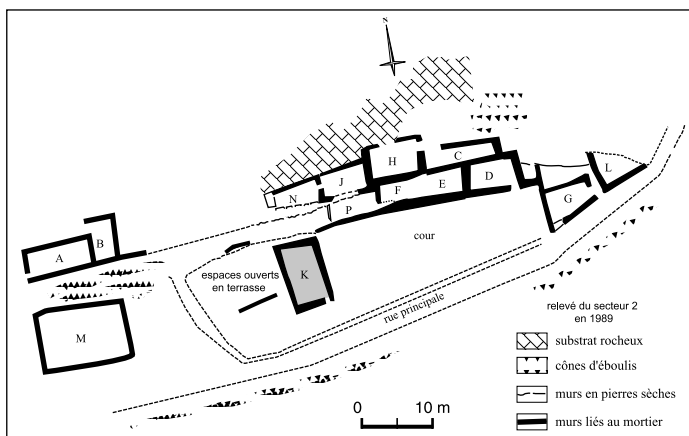 N
H
C
J
L
N
F
E
D
P
G
B
A
cour
K
espaces ouverts
en terrasse
M
rue principale
relevé du secteur 2
en 1989
substrat rocheux
cônes d'éboulis
murs en pierres sèches
murs liés au mortier
0 10 m